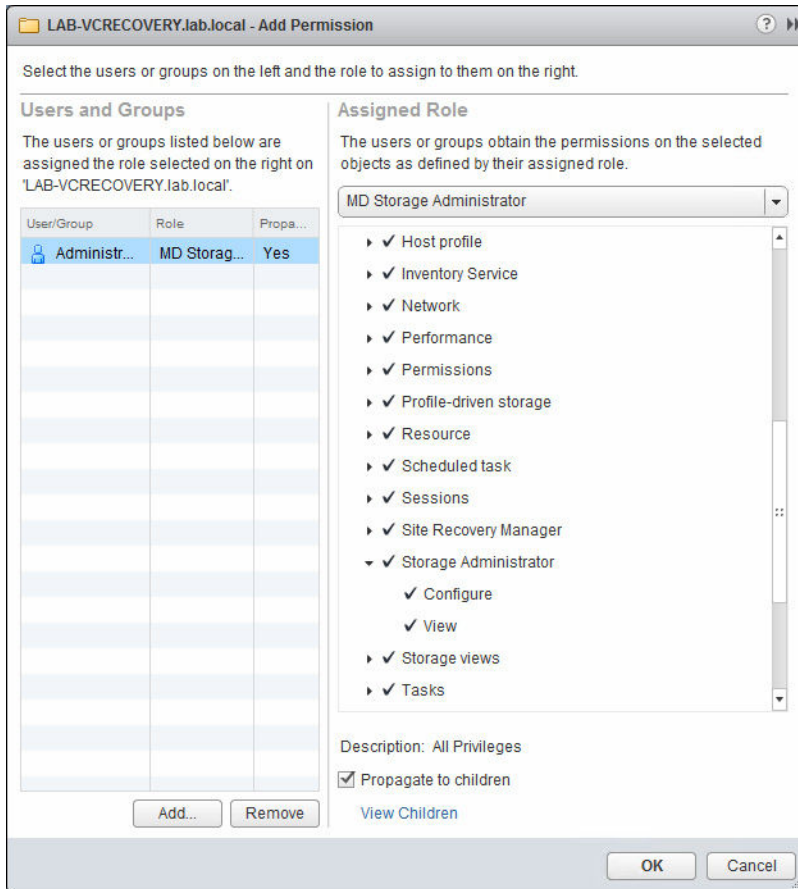 LAB-VCRECOVERY.lab.local - Add Permission
Select the users or groups on the left and the role to assign to them on the right.
Users and Groups
The users or groups listed below are
assigned the role selected on the right on
'LAB-VCRECOVERY.lab.local'.
User/Group Role Propa...
Administr... MD Storag... Yes
Add... Remove
Assigned Role
The users or groups obtain the permissions on the selected
objects as defined by their assigned role.
MD Storage Administrator
Host profile
Inventory Service
Network
Performance
Permissions
Profile-driven storage
Resource
Scheduled task
Sessions
Site Recovery Manager
Storage Administrator
Configure
View
Storage views
Tasks
Description: All Privileges
Propagate to children
View Children
OK Cancel